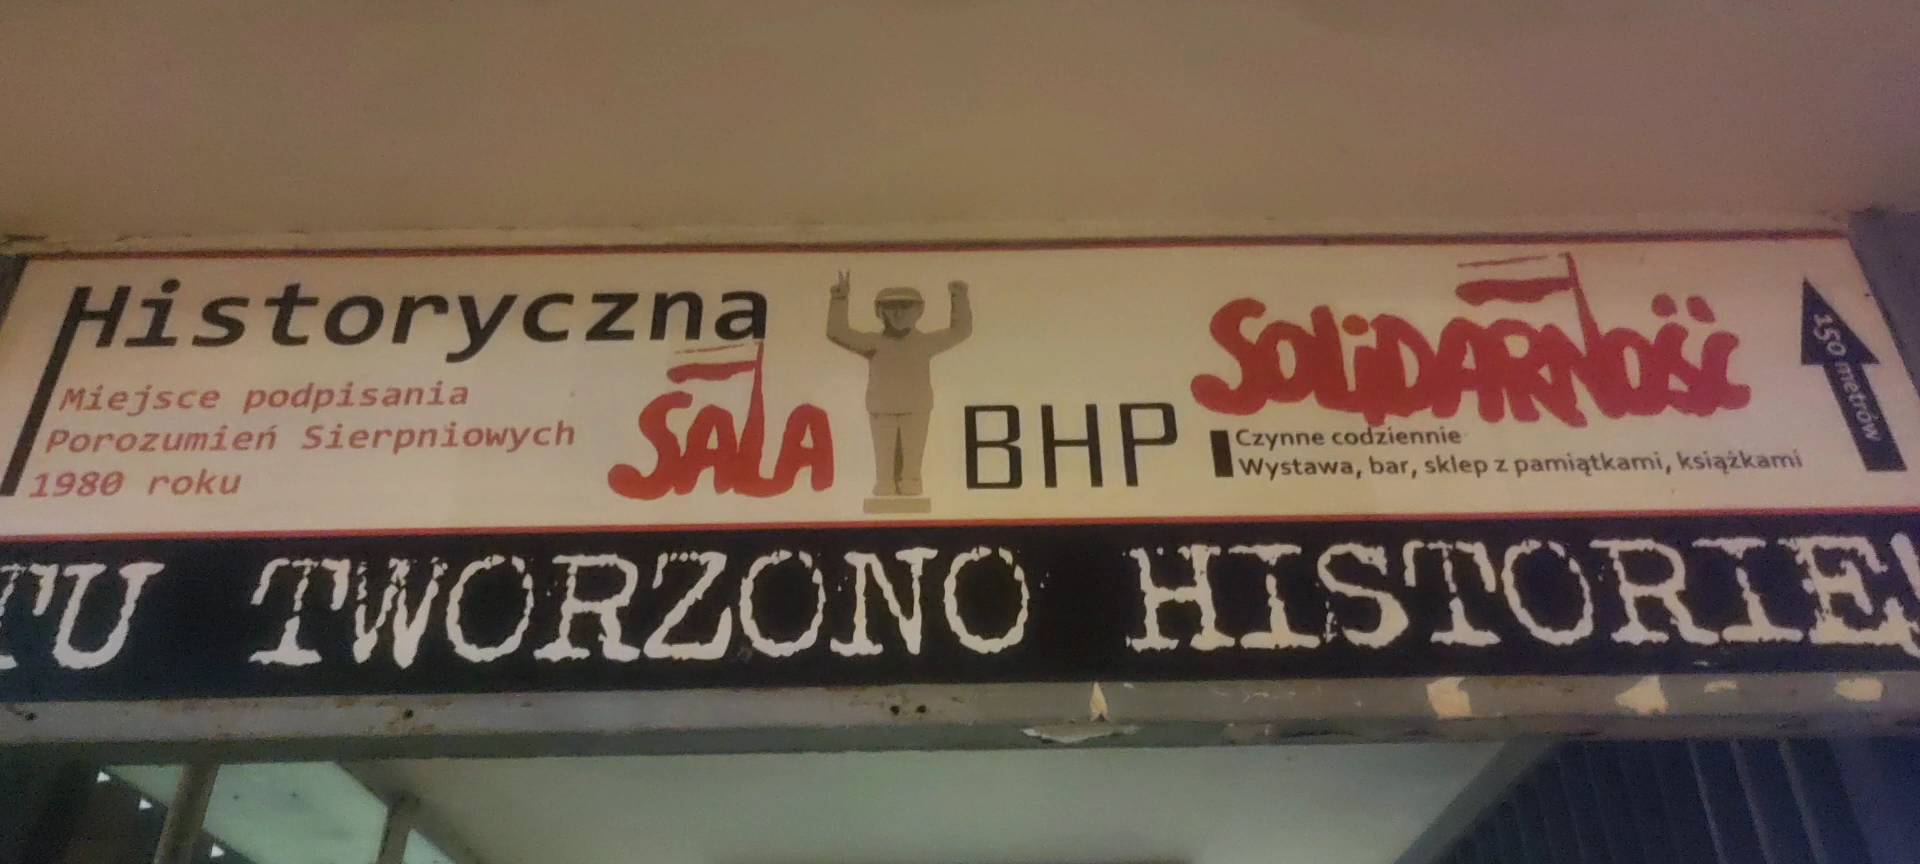 Historyczna
Miejsce podpisania
Porozumień Sierpniowych
1980 roku
SALA
BHP
SOLIDARNOŚĆ
Czynne codziennie
Wystawa, bar, sklep z pamiątkami, książkami
150 metrów
TU TWORZONO HISTORIĘ!